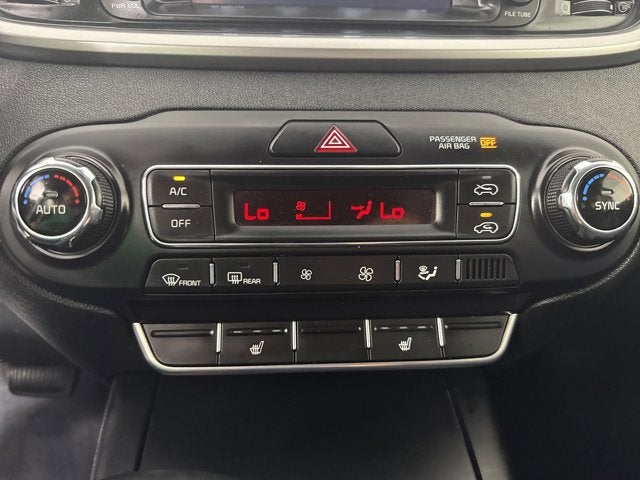 PWR VOL
FILE TUNE
PASSENGER
AIR BAG OFF
A/C
AUTO
Lo Lo
SYNC
OFF
FRONT
REAR